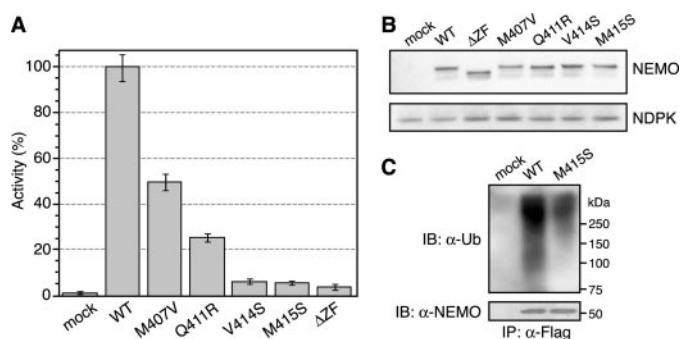 A
Activity (%)
100
80
60
40
20
0
mock
WT
M407V
Q411R
V414S
M415S
ΔZF
B
mock
WT
ΔZF
M407V
Q411R
V414S
M415S
NEMO
NDPK
C
mock
WT
M415S
kDa
IB: α-Ub
250
150
100
75
IB: α-NEMO
50
IP: α-Flag